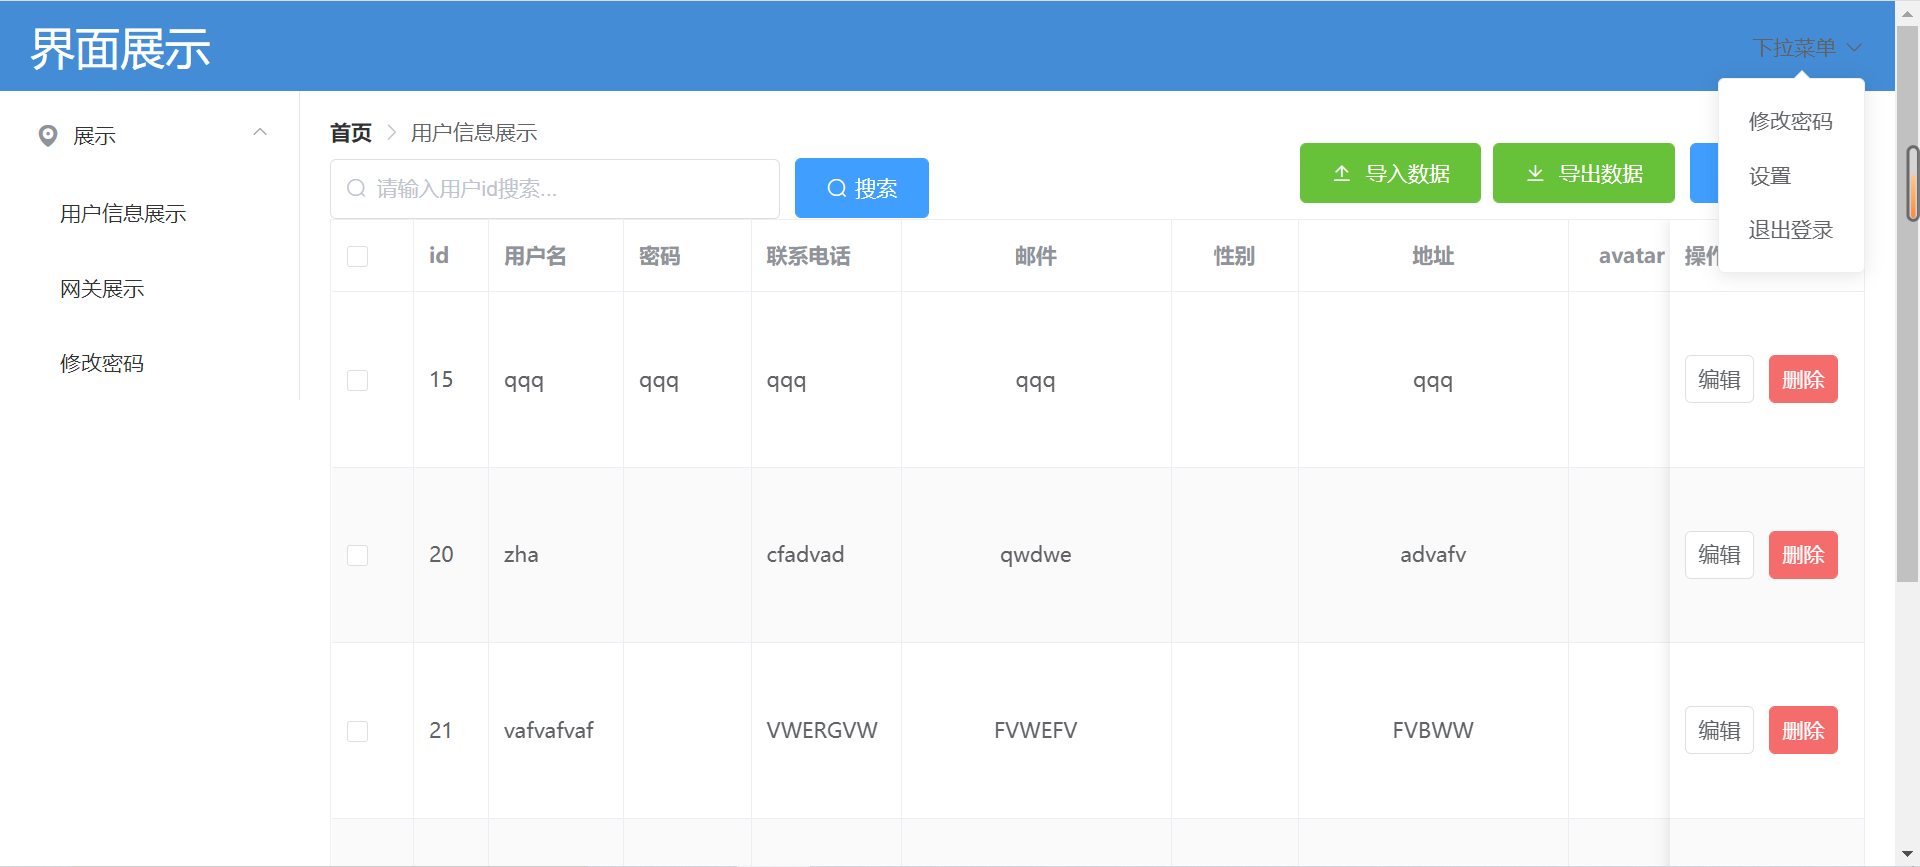 界面展示
下拉菜单
修改密码
设置
退出登录
展示
用户信息展示
网关展示
修改密码
首页 用户信息展示
请输入用户id搜索... 搜索 导入数据 导出数据
id 用户名 密码 联系电话 邮件 性别 地址 avatar 操作
15 qqq qqq qqq qqq qqq 编辑 删除
20 zha cfadvad qwdwe advafv 编辑 删除
21 vafvafvaf VWERGVW FVWEFV FVBWW 编辑 删除